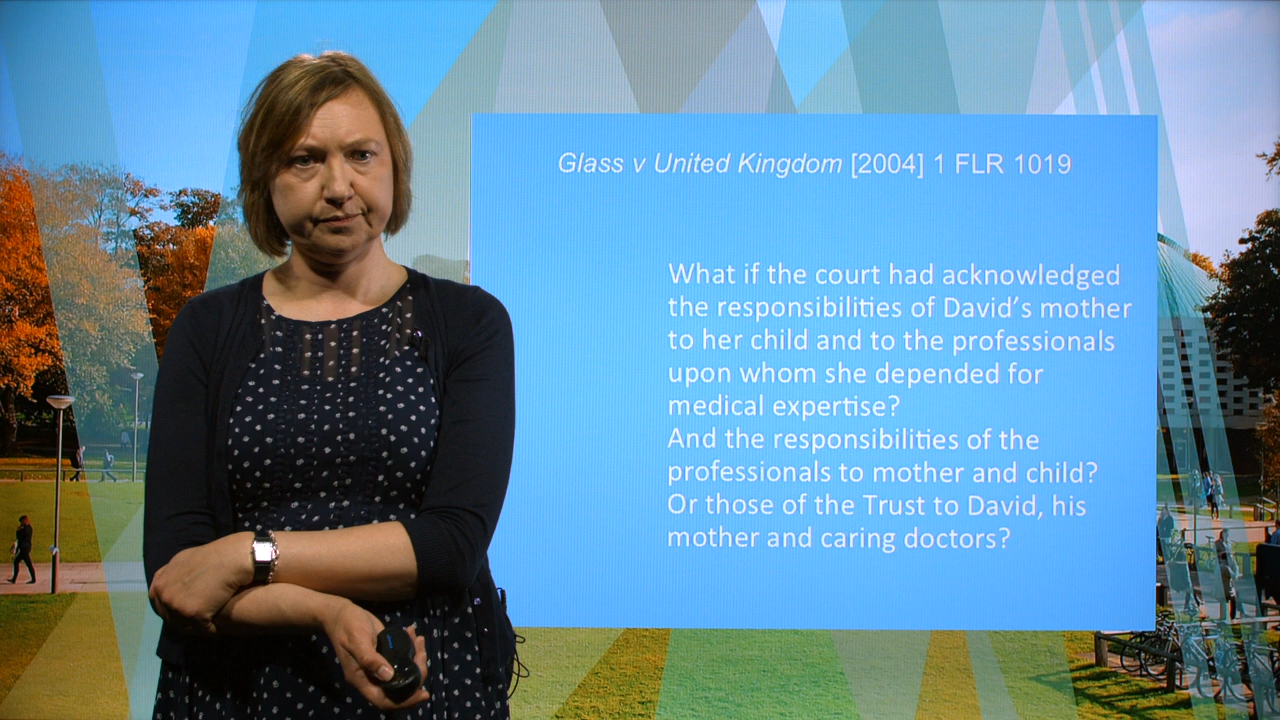 Glass v United Kingdom [2004] 1 FLR 1019
What if the court had acknowledged
the responsibilities of David’s mother
to her child and to the professionals
upon whom she depended for
medical expertise?
And the responsibilities of the
professionals to mother and child?
Or those of the Trust to David, his
mother and caring doctors?